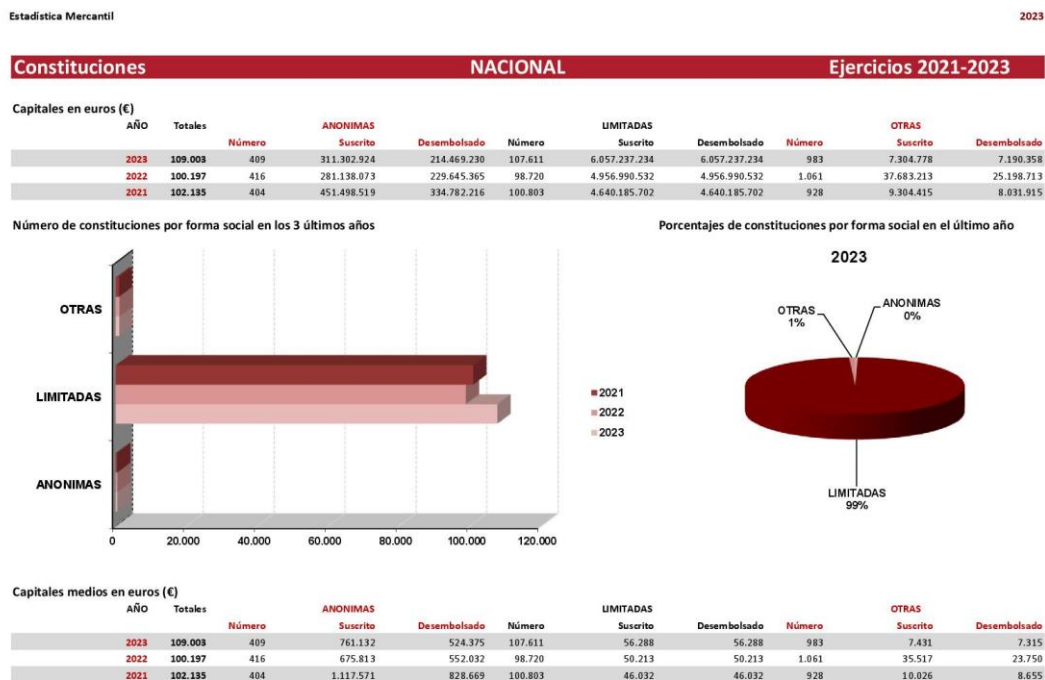 Estadística Mercantil 2023
Constituciones NACIONAL Ejercicios 2021-2023
Capitales en euros (€)
AÑO Totales ANONIMAS LIMITADAS OTRAS
Número Suscrito Desembolsado Número Suscrito Desembolsado Número Suscrito Desembolsado
2023 109.003 409 311.302.924 214.469.230 107.611 6.057.237.234 6.057.237.234 983 7.304.778 7.190.358
2022 100.197 416 281.138.073 229.645.365 98.720 4.956.990.532 4.956.990.532 1.061 37.683.213 25.198.713
2021 102.135 404 451.498.519 334.782.216 100.803 4.640.185.702 4.640.185.702 928 9.304.415 8.031.915
Número de constituciones por forma social en los 3 últimos años
OTRAS
LIMITADAS
ANONIMAS
0 20.000 40.000 60.000 80.000 100.000 120.000
2021
2022
2023
Porcentajes de constituciones por forma social en el último año
2023
OTRAS
1%
ANONIMAS
0%
LIMITADAS
99%
Capitales medios en euros (€)
AÑO Totales ANONIMAS LIMITADAS OTRAS
Número Suscrito Desembolsado Número Suscrito Desembolsado Número Suscrito Desembolsado
2023 109.003 409 761.132 524.375 107.611 56.288 56.288 983 7.431 7.315
2022 100.197 416 675.813 552.032 98.720 50.213 50.213 1.061 35.517 23.750
2021 102.135 404 1.117.571 828.669 100.803 46.032 46.032 928 10.026 8.655